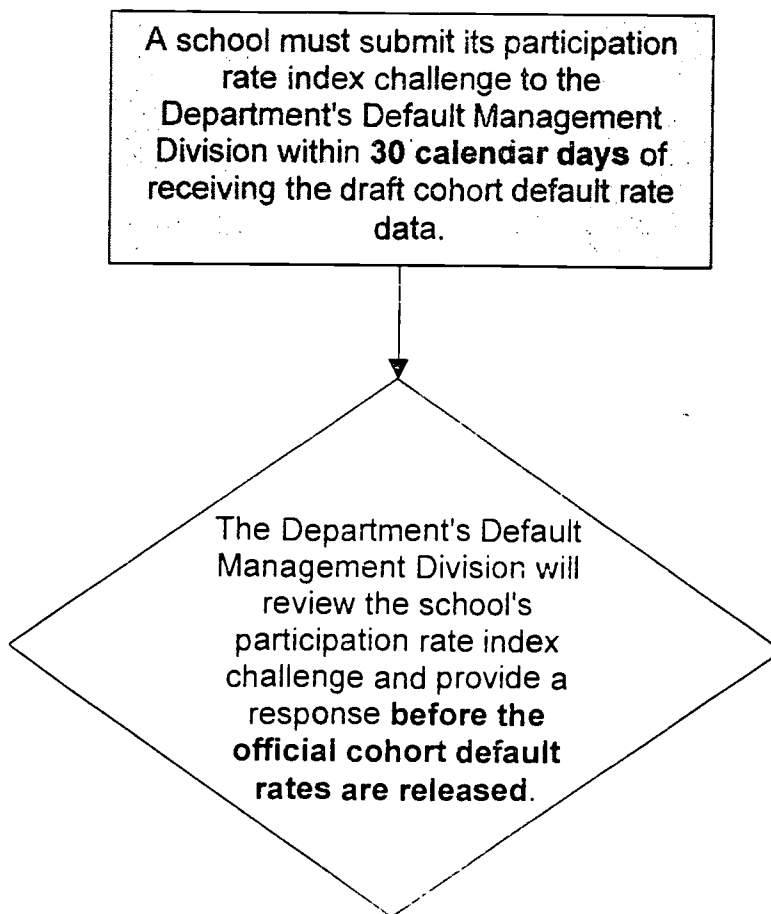 A school must submit its participation
rate index challenge to the
Department's Default Management
Division within 30 calendar days of
receiving the draft cohort default rate
data.
The Department's Default
Management Division will
review the school's
participation rate index
challenge and provide a
response before the
official cohort default
rates are released.